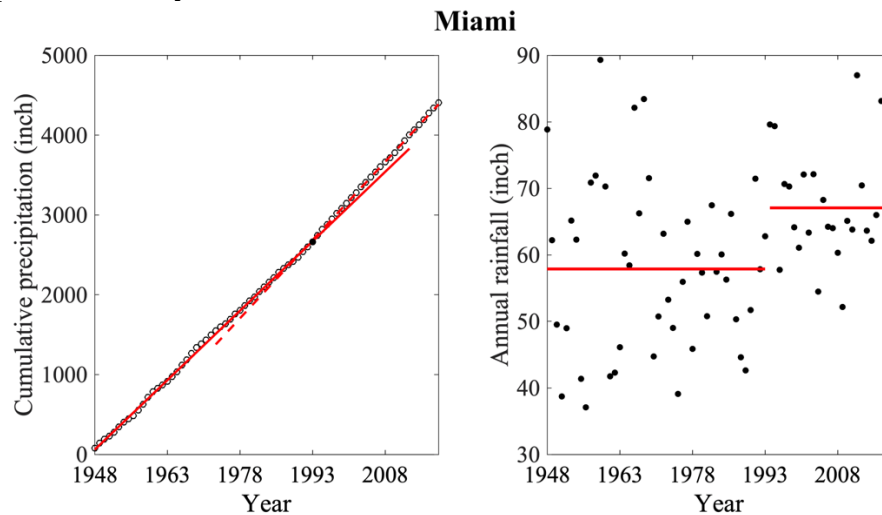 Miami
Cumulative precipitation (inch)
5000
4000
3000
2000
1000
0
1948 1963 1978 1993 2008
Year
Annual rainfall (inch)
90
80
70
60
50
40
30
1948 1963 1978 1993 2008
Year